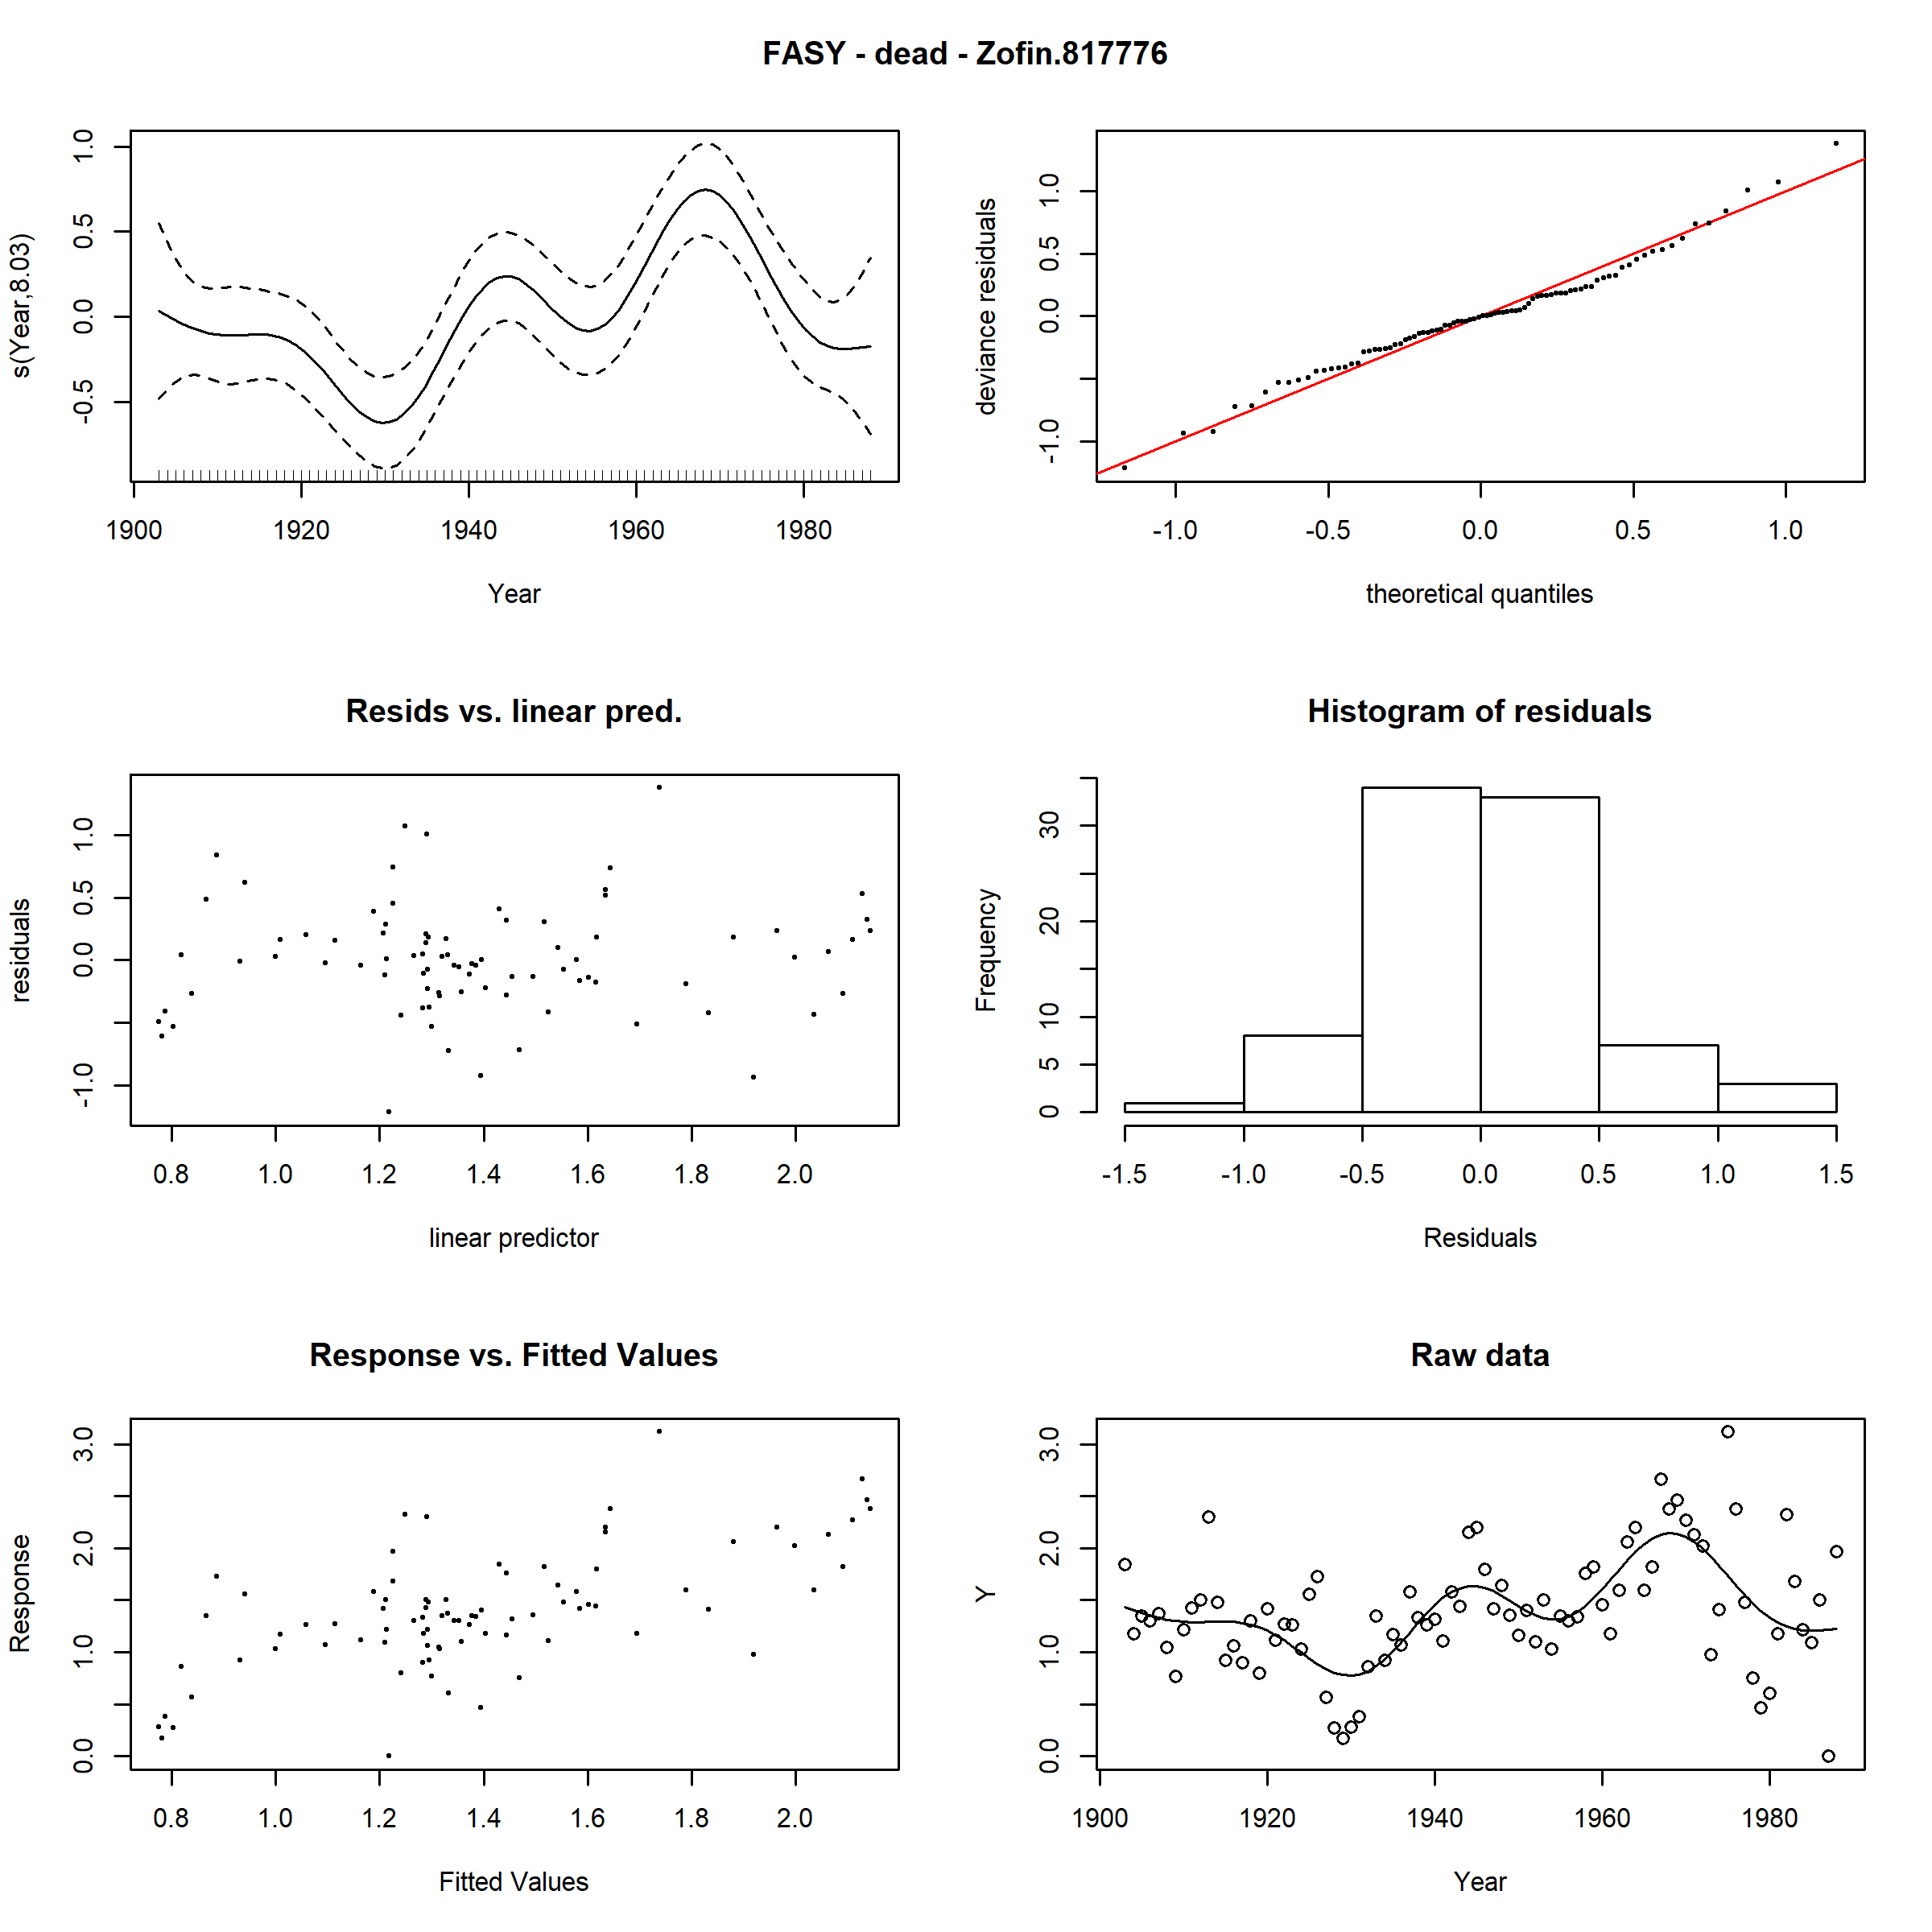 FASY - dead - Zofin.817776
s(Year,8.03)
1.0
0.5
0.0
-0.5
1900 1920 1940 1960 1980
Year
deviance residuals
1.0
0.5
0.0
-1.0
-1.0 -0.5 0.0 0.5 1.0
theoretical quantiles
Resids vs. linear pred.
residuals
1.0
0.5
0.0
-1.0
0.8 1.0 1.2 1.4 1.6 1.8 2.0
linear predictor
Histogram of residuals
Frequency
30
20
10
5
0
-1.5 -1.0 -0.5 0.0 0.5 1.0 1.5
Residuals
Response vs. Fitted Values
Response
3.0
2.0
1.0
0.0
0.8 1.0 1.2 1.4 1.6 1.8 2.0
Fitted Values
Raw data
Y
3.0
2.0
1.0
0.0
1900 1920 1940 1960 1980
Year